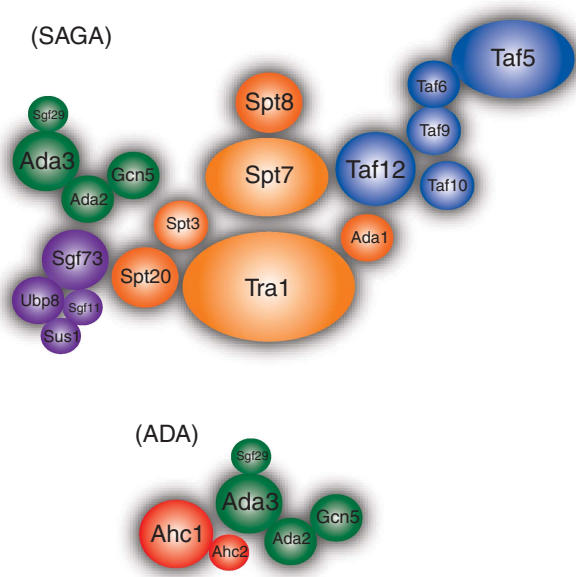 (SAGA)
Taf5
Taf6
Spt8
Sgf29
Taf9
Ada3
Gcn5
Spt7
Taf12
Taf10
Ada2
Spt3
Ada1
Sgf73
Spt20
Tra1
Ubp8
Sgf11
Sus1
(ADA)
Sgf29
Ada3
Gcn5
Ahc1
Ada2
Ahc2